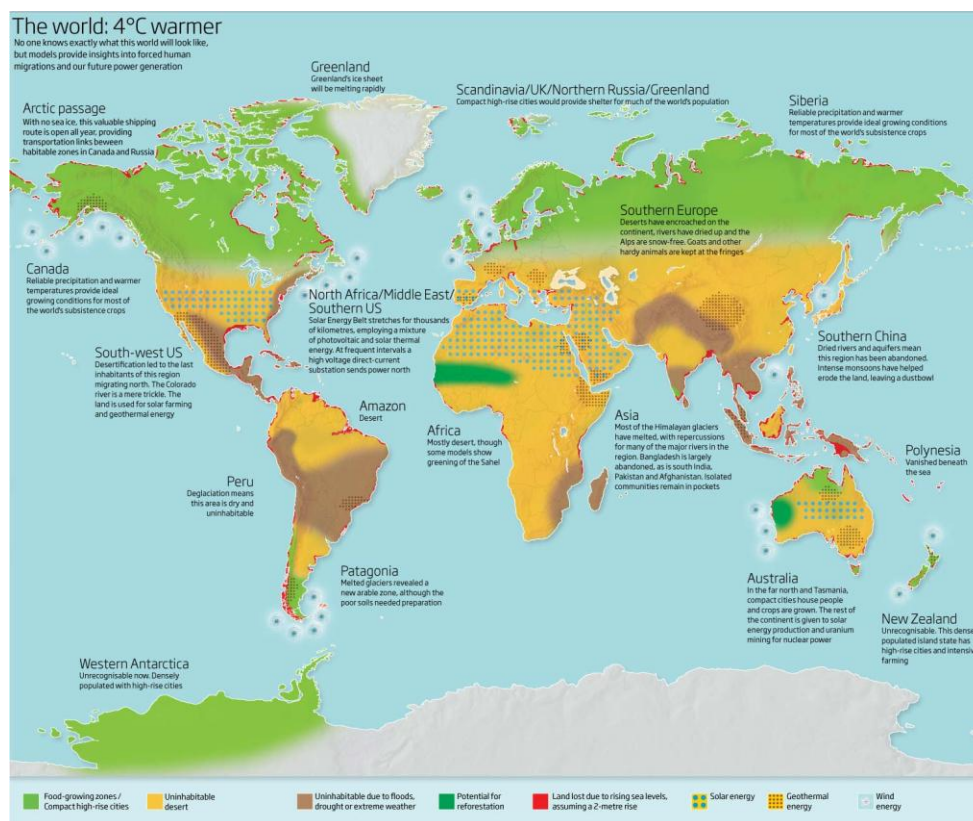 The world: 4°C warmer
No one knows exactly what this world will look like,
but models provide insights into forced human
migrations and our future power generation
Greenland
Greenland's ice sheet
will be melting rapidly
Scandinavia/UK/Northern Russia/Greenland
Compact high-rise cities would provide shelter for much of the world's population
Siberia
Reliable precipitation and warmer
temperatures provide ideal growing conditions
for most of the world's subsistence crops
Arctic passage
With no sea ice, this valuable shipping
route is open all year, providing
transportation links beween
habitable zones in Canada and Russia
Southern Europe
Deserts have encroached on the
continent, rivers have dried up and the
Alps are snow-free. Goats and other
hardy animals are kept at the fringes
Canada
Reliable precipitation and warmer
temperatures provide ideal
growing conditions for most of
the world's subsistence crops
North Africa/Middle East/
Southern US
Solar Energy Belt stretches for thousands
of kilometres, employing a mixture
of photovoltaic and solar thermal
energy. At frequent intervals a
high voltage direct-current
substation sends power north
Southern China
Dried rivers and aquifers mean
this region has been abandoned.
Intense monsoons have helped
erode the land, leaving a dustbowl
South-west US
Desertification led to the last
inhabitants of this region
migrating north. The Colorado
river is a mere trickle. The
land is used for solar farming
and geothermal energy
Amazon
Desert
Africa
Mostly desert, though
some models show
greening of the Sahel
Asia
Most of the Himalayan glaciers
have melted, with repercussions
for many of the major rivers in the
region. Bangladesh is largely
abandoned, as is south India,
Pakistan and Afghanistan. Isolated
communities remain in pockets
Polynesia
Vanished beneath
the sea
Peru
Deglaciation means
this area is dry and
uninhabitable
Patagonia
Melted glaciers revealed a
new arable zone, although the
poor soils needed preparation
Australia
In the far north and Tasmania,
compact cities house people
and crops are grown. The rest of
the continent is given to solar
energy production and uranium
mining for nuclear power
New Zealand
Unrecognisable. This dense
populated island state has
high-rise cities and intensiv
farming
Western Antarctica
Unrecognisable now. Densely
populated with high-rise cities
Food-growing zones /
Compact high-rise cities
Uninhabitable
desert
Uninhabitable due to floods,
drought or extreme weather
Potential for
reforestation
Land lost due to rising sea levels,
assuming a 2-metre rise
Solar energy
Geothermal
energy
Wind
energy